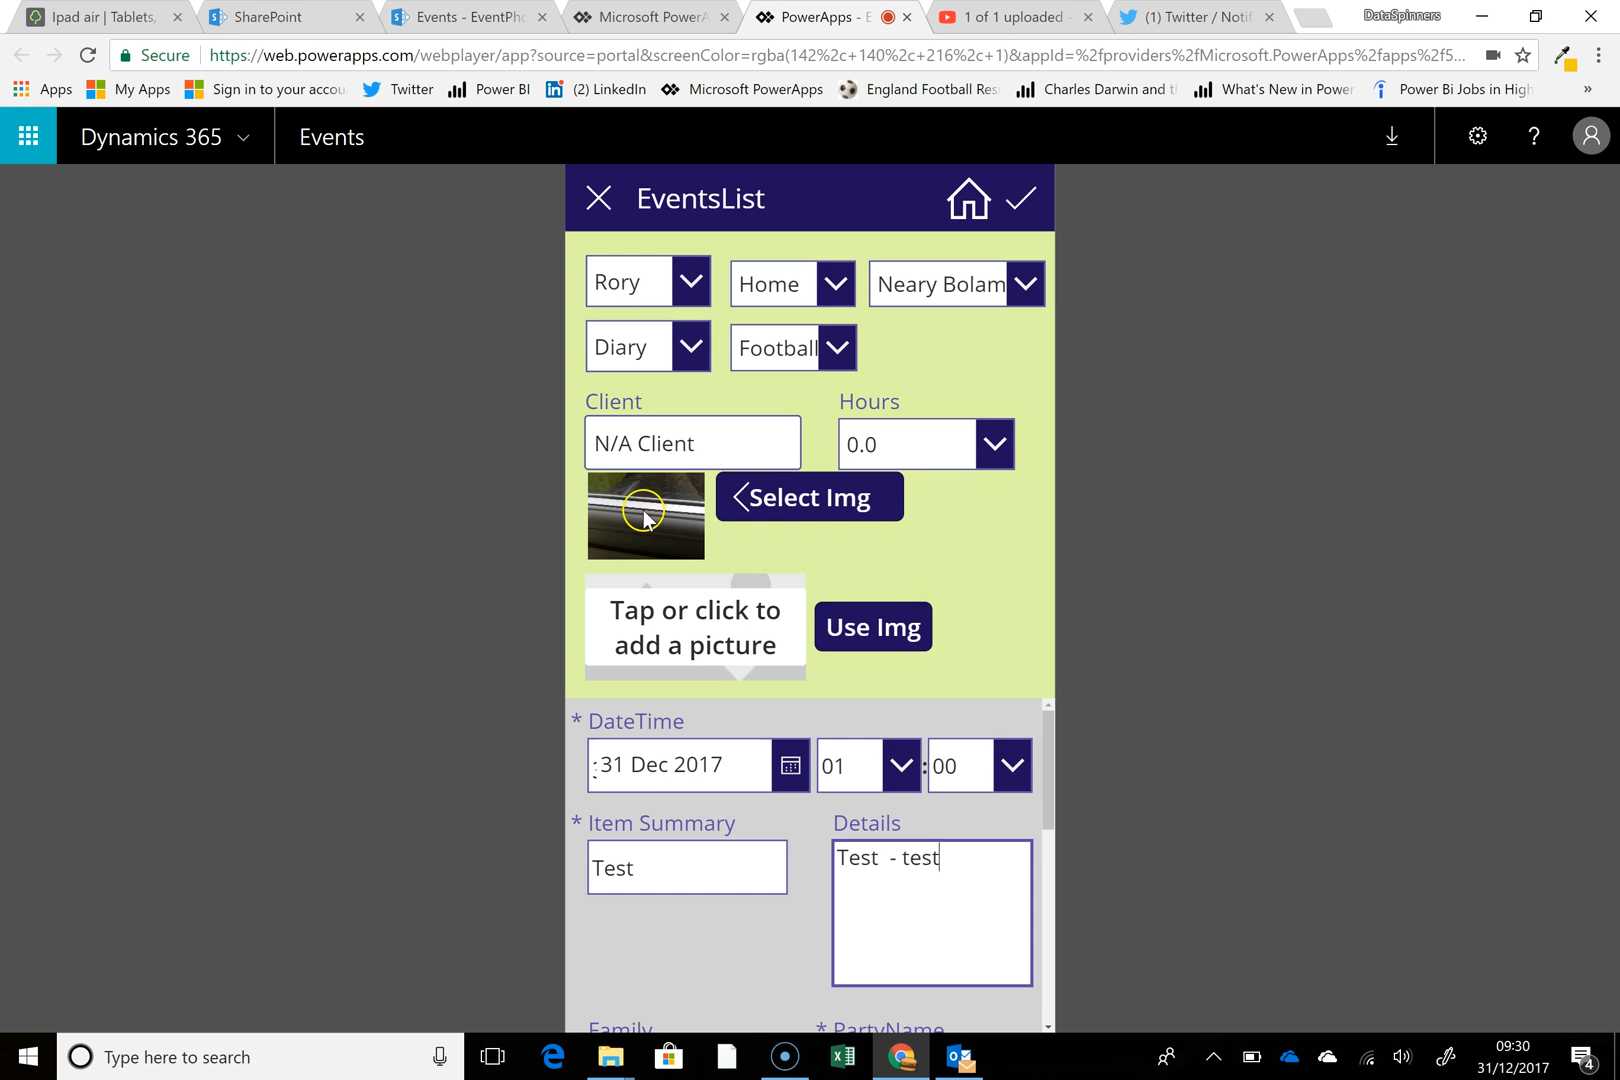 Ipad air | Tablets,
SharePoint
Events - EventPho
Microsoft PowerA
PowerApps - E
1 of 1 uploaded -
(1) Twitter / Notif
DataSpinners
Secure
https://web.powerapps.com/webplayer/app?source=portal&screenColor=rgba(142%2c+140%2c+216%2c+1)&appId=%2fproviders%2fMicrosoft.PowerApps%2fapps%2f5...
Apps
My Apps
Sign in to your accou
Twitter
Power BI
(2) LinkedIn
Microsoft PowerApps
England Football Res
Charles Darwin and t
What's New in Power
Power Bi Jobs in High
»
Dynamics 365
Events
?
EventsList
Rory
Home
Neary Bolam
Diary
Football
Client
Hours
N/A Client
0.0
Select Img
Tap or click to
add a picture
Use Img
* DateTime
31 Dec 2017
01
:
00
* Item Summary
Details
Test
Test  - test
Family
* PartyName
Type here to search
09:30
31/12/2017
4